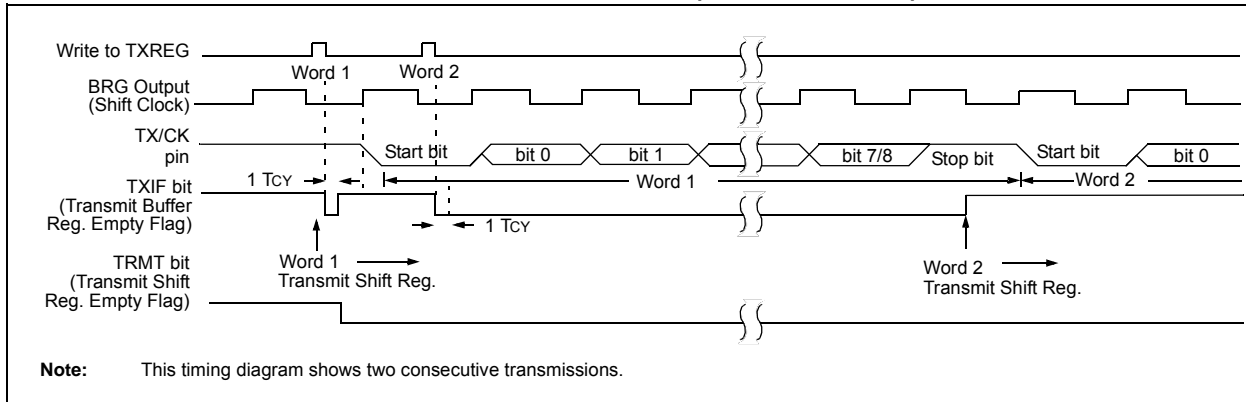 Write to TXREG
Word 1
Word 2
BRG Output
(Shift Clock)
TX/CK
pin
Start bit
bit 0
bit 1
bit 7/8
Stop bit
Start bit
bit 0
Word 1
Word 2
1 TCY
TXIF bit
(Transmit Buffer
Reg. Empty Flag)
1 TCY
Word 1
Transmit Shift Reg.
Word 2
Transmit Shift Reg.
TRMT bit
(Transmit Shift
Reg. Empty Flag)
Note: This timing diagram shows two consecutive transmissions.